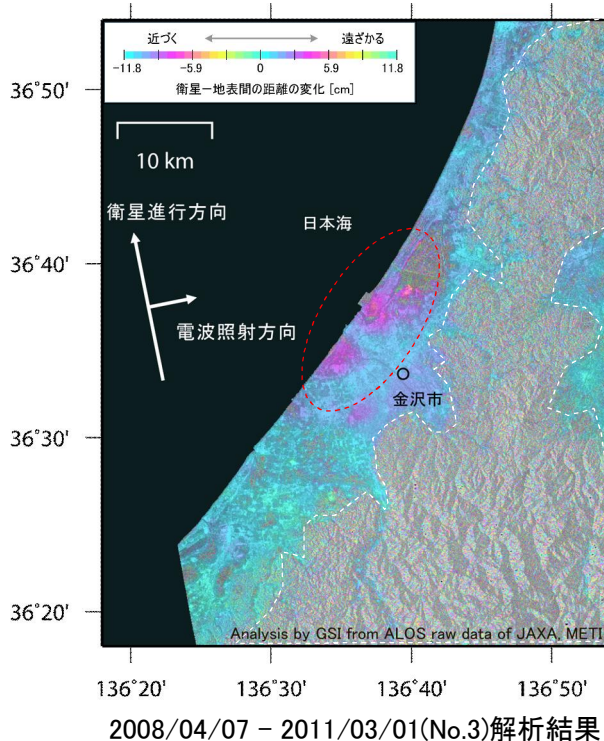 近づく 遠ざかる
-11.8 -5.9 0 5.9 11.8
衛星－地表間の距離の変化 [cm]
36°50'
10 km
衛星進行方向
日本海
36°40'
電波照射方向
金沢市
36°30'
36°20'
Analysis by GSI from ALOS raw data of JAXA, METI
136°20' 136°30' 136°40' 136°50'
2008/04/07 - 2011/03/01(No.3)解析結果